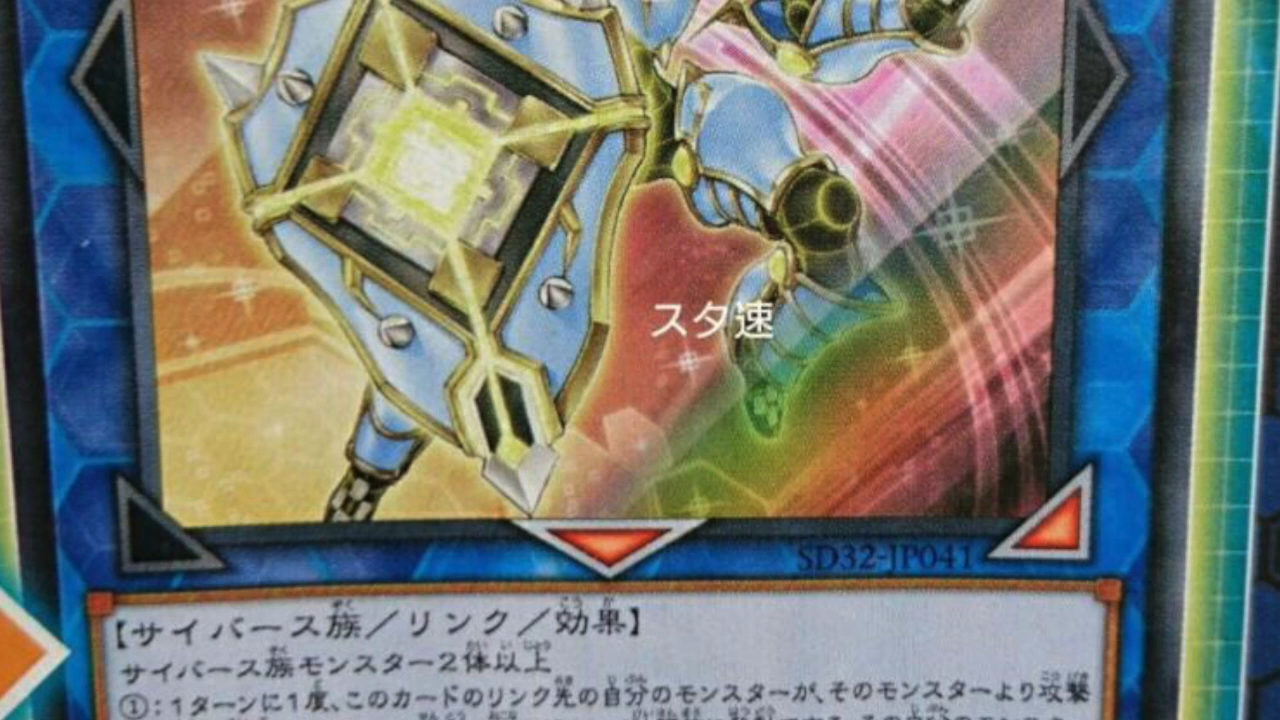 スタ速
SD32-JP041
【サイバース族／リンク／効果】
サイバース族モンスター2体以上
①：1ターンに1度、このカードのリンク先の自分のモンスターが、そのモンスターより攻撃